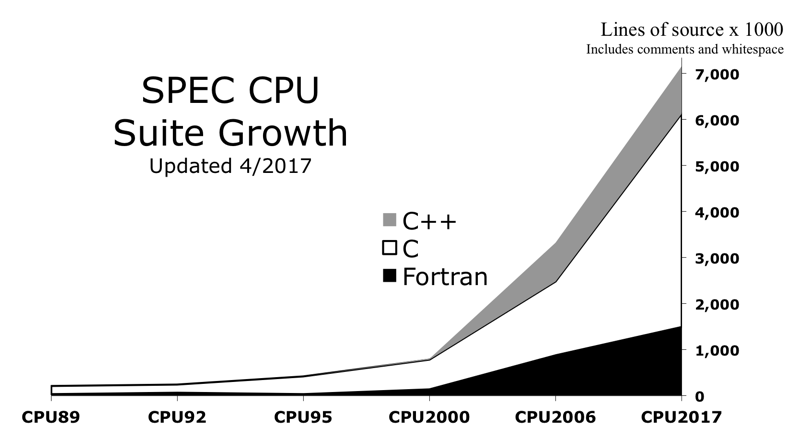 Lines of source x 1000
Includes comments and whitespace
SPEC CPU
Suite Growth
Updated 4/2017
C++
C
Fortran
7,000
6,000
5,000
4,000
3,000
2,000
1,000
0
CPU89 CPU92 CPU95 CPU2000 CPU2006 CPU2017